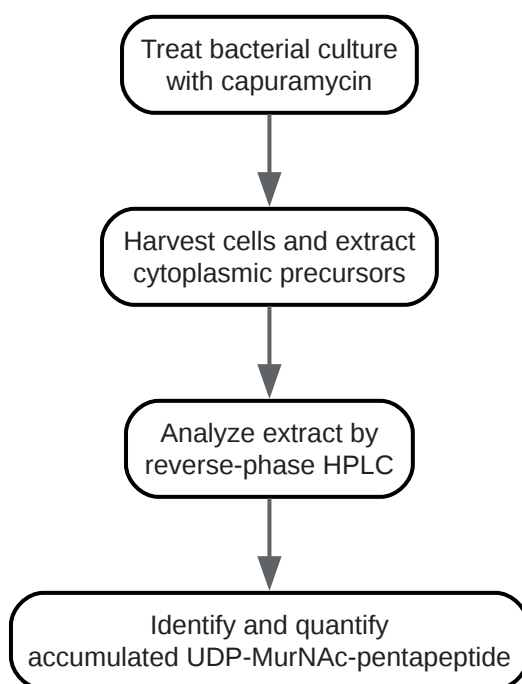 Treat bacterial culture
with capuramycin
Harvest cells and extract
cytoplasmic precursors
Analyze extract by
reverse-phase HPLC
Identify and quantify
accumulated UDP-MurNAc-pentapeptide